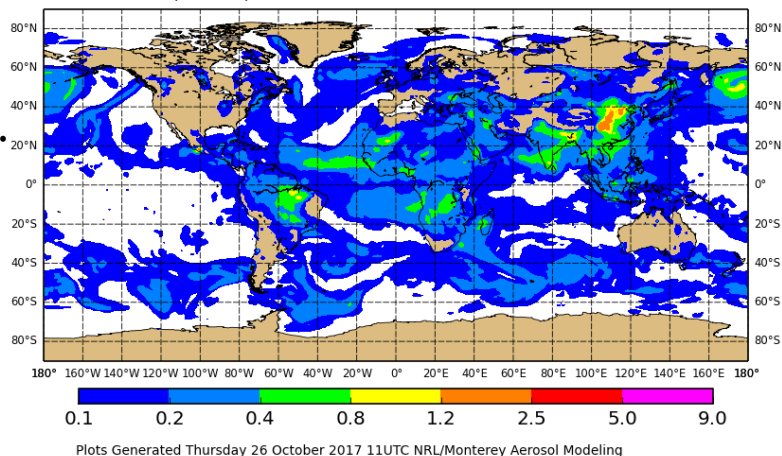 80°N 80°N
60°N 60°N
40°N 40°N
20°N 20°N
0° 0°
20°S 20°S
40°S 40°S
60°S 60°S
80°S 80°S
180° 160°W 140°W 120°W 100°W 80°W 60°W 40°W 20°W 0° 20°E 40°E 60°E 80°E 100°E 120°E 140°E 160°E 180°
0.1 0.2 0.4 0.8 1.2 2.5 5.0 9.0
Plots Generated Thursday 26 October 2017 11UTC NRL/Monterey Aerosol Modeling